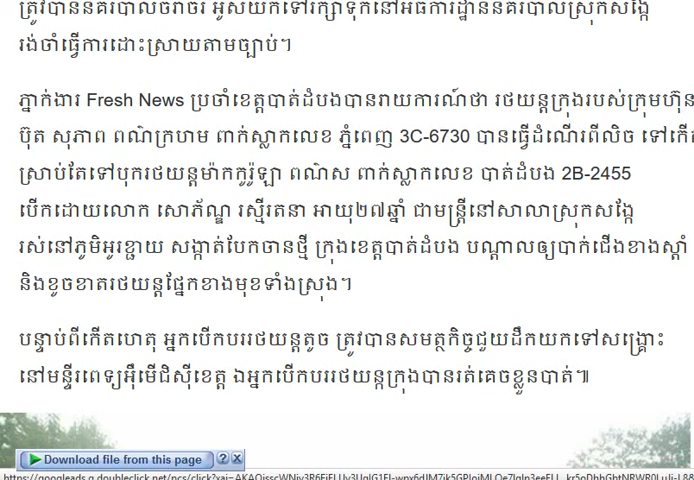 ត្រូវបាននគរបាលចរាចរ អូសយកទៅរក្សាទុកនៅអធិការដ្ឋាននគរបាលស្រុកសង្កែ
រង់ចាំធ្វើការដោះស្រាយតាមច្បាប់។
ភ្នាក់ងារ Fresh News ប្រចាំខេត្តបាត់ដំបងបានរាយការណ៍ថា រថយន្តក្រុងរបស់ក្រុមហ៊ុន
ប៊ុត សុភាព ពណ៌ក្រហម ពាក់ស្លាកលេខ ភ្នំពេញ 3C-6730 បានធ្វើដំណើរពីលិច ទៅកើត
ស្រាប់តែទៅបុករថយន្តម៉ាកកូរ៉ូឡា ពណ៌ស ពាក់ស្លាកលេខ បាត់ដំបង 2B-2455
បើកដោយលោក សោភ័ណ្ឌ រស្មីរតនា អាយុ២៧ឆ្នាំ ជាមន្ត្រីនៅសាលាស្រុកសង្កែ
រស់នៅភូមិអូរខ្ជាយ សង្កាត់បែកចានថ្មី ក្រុងខេត្តបាត់ដំបង បណ្តាលឲ្យបាក់ជើងខាងស្តាំ
និងខូចខាតរថយន្តផ្នែកខាងមុខទាំងស្រុង។
បន្ទាប់ពីកើតហេតុ អ្នកបើកបររថយន្តតូច ត្រូវបានសមត្ថកិច្ចជួយដឹកយកទៅសង្គ្រោះ
នៅមន្ទីរពេទ្យអ៊ឺមើជិស៊ីខេត្ត ឯអ្នកបើកបររថយន្តក្រុងបានរត់គេចខ្លួនបាត់៕
Download file from this page ? X